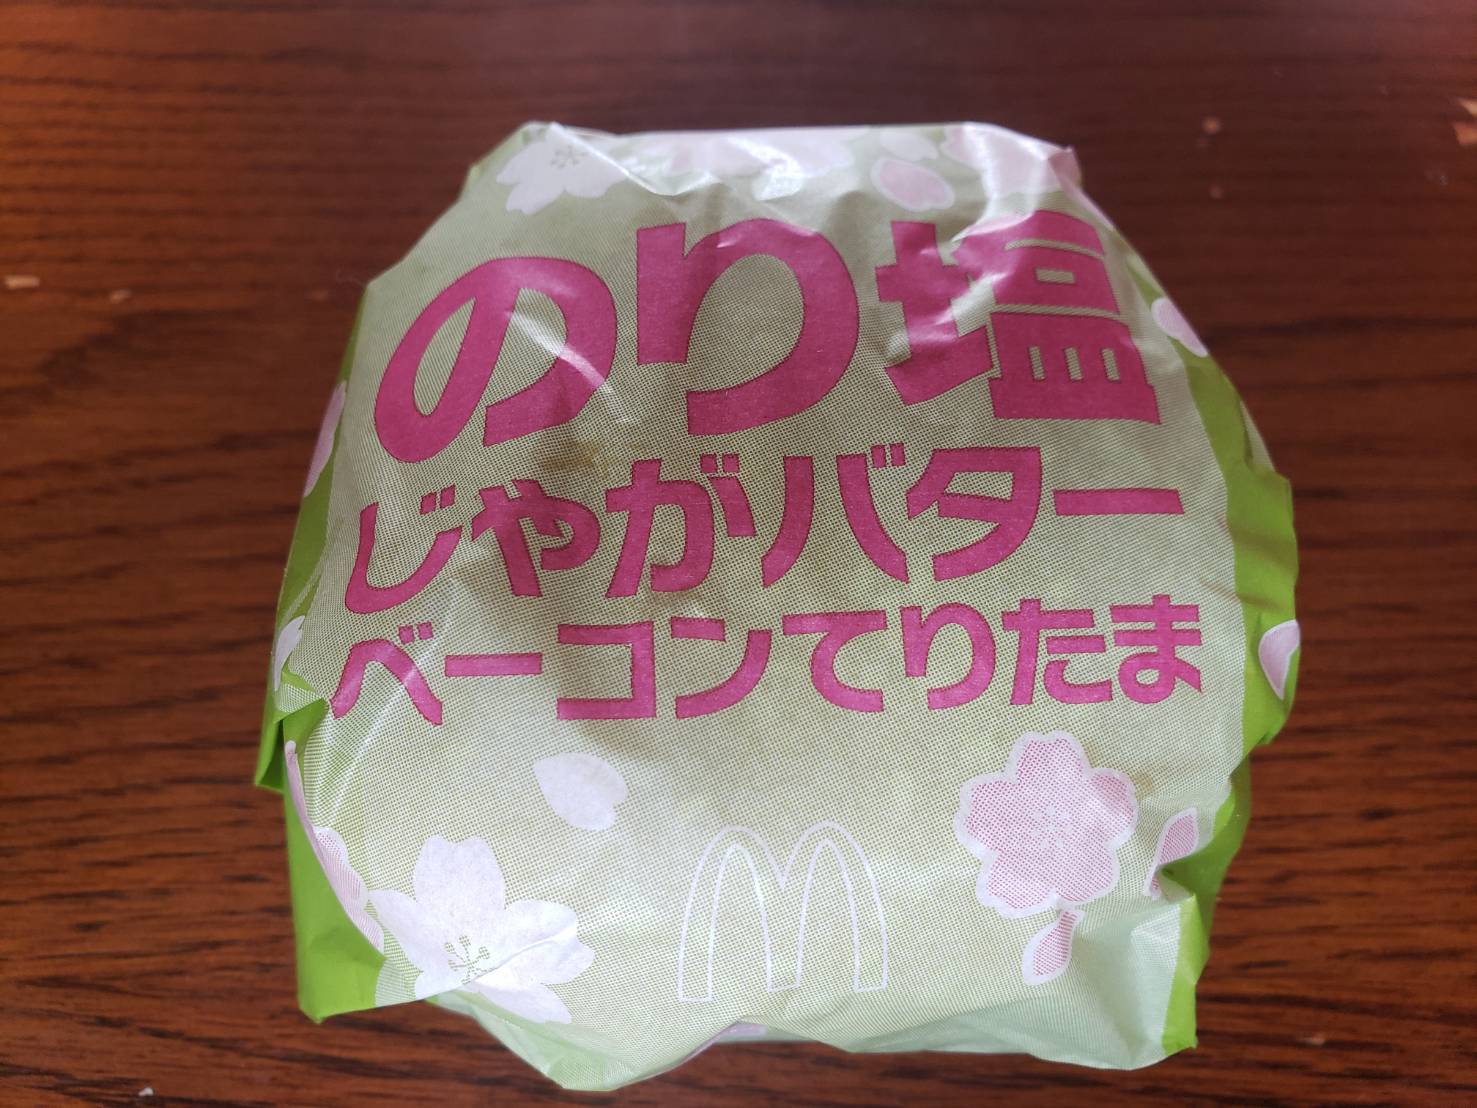 のり塩
じゃがバター
ベーコンてりたま